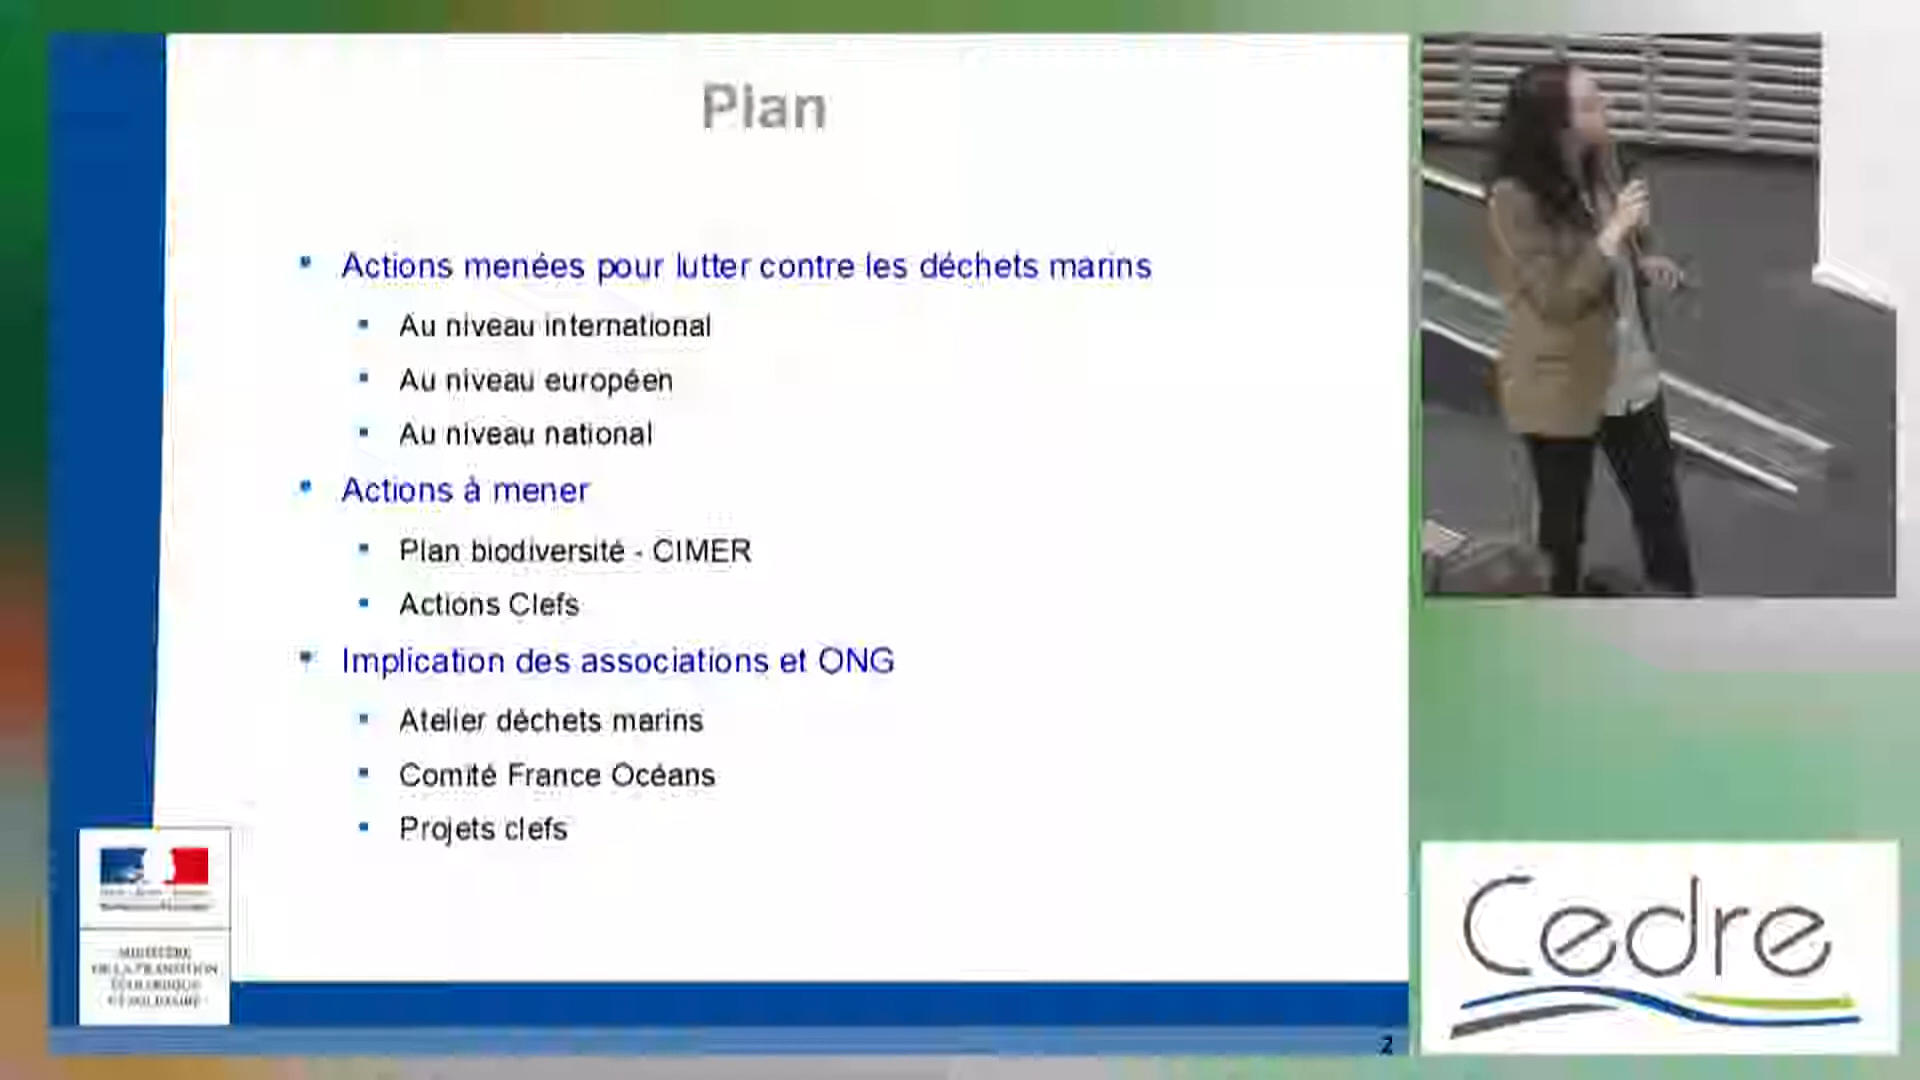 Plan
Actions menées pour lutter contre les déchets marins
Au niveau international
Au niveau européen
Au niveau national
Actions à mener
Plan biodiversité - CIMER
Actions Clefs
Implication des associations et ONG
Atelier déchets marins
Comité France Océans
Projets clefs
MINISTÈRE
DE LA TRANSITION
ÉCOLOGIQUE
ET SOLIDAIRE
2
Cedre